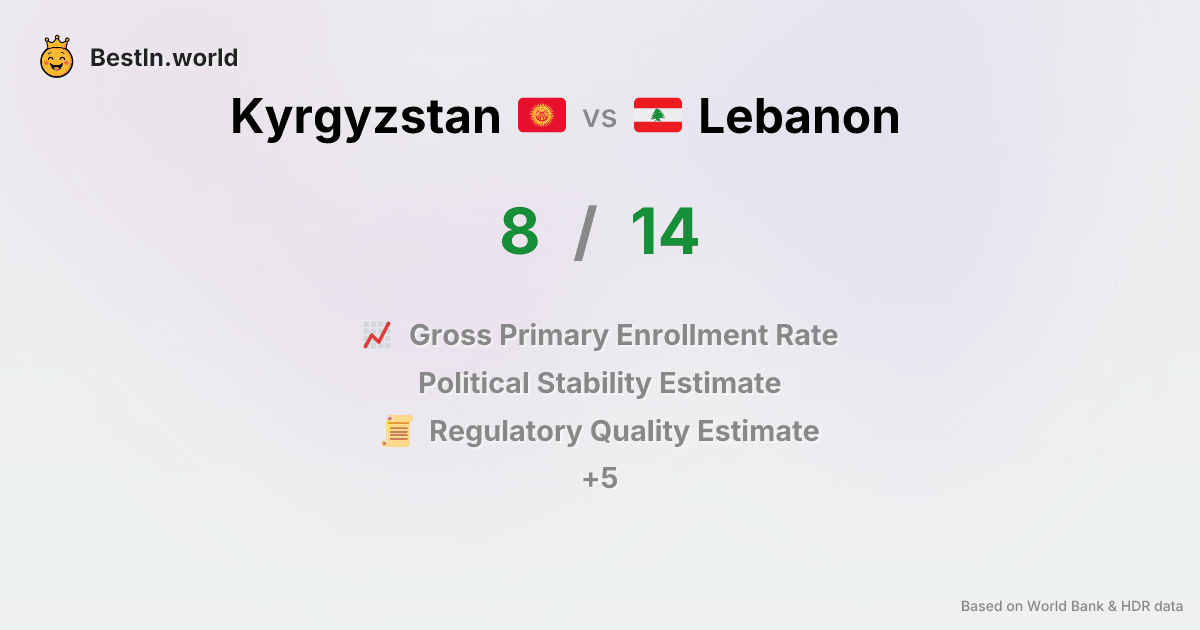 BestIn.world
Kyrgyzstan vs Lebanon
8 / 14
Gross Primary Enrollment Rate
Political Stability Estimate
Regulatory Quality Estimate
+5
Based on World Bank & HDR data